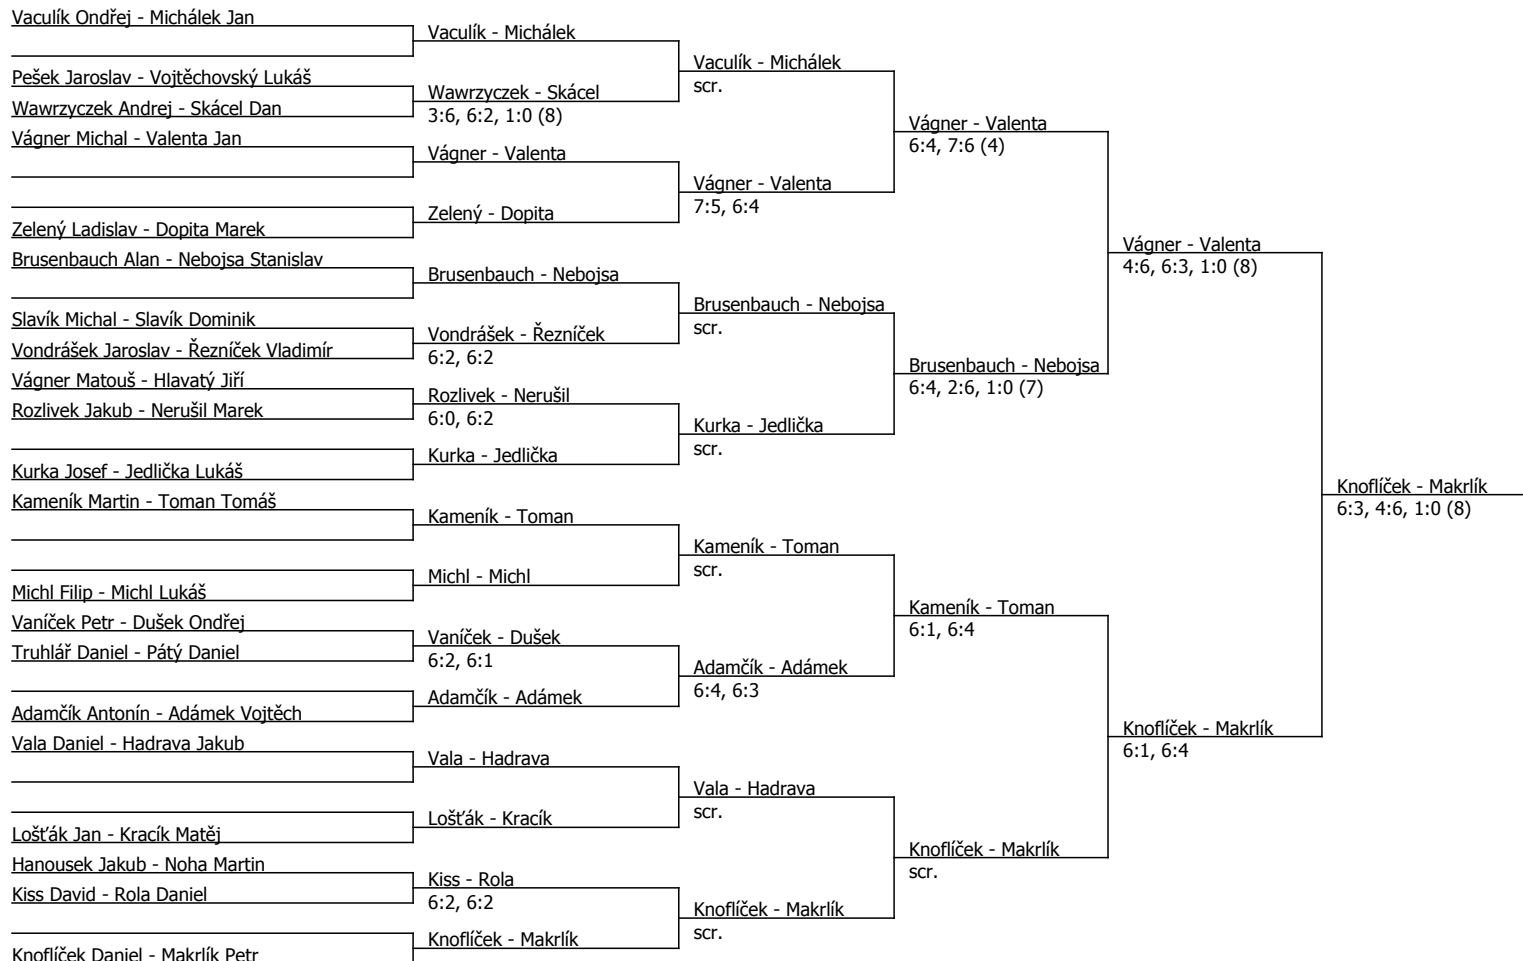 Vaculík Ondřej - Michálek Jan
Pešek Jaroslav - Vojtěchovský Lukáš
Wawrzyczek Andrej - Skácel Dan
Vágner Michal - Valenta Jan
Zelený Ladislav - Dopita Marek
Brusenbauch Alan - Nebojsa Stanislav
Slavík Michal - Slavík Dominik
Vondrášek Jaroslav - Řezníček Vladimír
Vágner Matouš - Hlavatý Jiří
Rozlivek Jakub - Nerušil Marek
Kurka Josef - Jedlička Lukáš
Kameník Martin - Toman Tomáš
Michl Filip - Michl Lukáš
Vaníček Petr - Dušek Ondřej
Truhlář Daniel - Pátý Daniel
Adamčík Antonín - Adámek Vojtěch
Vala Daniel - Hadrava Jakub
Lošťák Jan - Kracík Matěj
Hanousek Jakub - Noha Martin
Kiss David - Rola Daniel
Knoflíček Daniel - Makrlík Petr
Vaculík - Michálek
Wawrzyczek - Skácel
3:6, 6:2, 1:0 (8)
Vágner - Valenta
Zelený - Dopita
Brusenbauch - Nebojsa
Vondrášek - Řezníček
6:2, 6:2
Rozlivek - Nerušil
6:0, 6:2
Kurka - Jedlička
Kameník - Toman
Michl - Michl
Vaníček - Dušek
6:2, 6:1
Adamčík - Adámek
Vala - Hadrava
Lošťák - Kracík
Kiss - Rola
6:2, 6:2
Knoflíček - Makrlík
Vaculík - Michálek
scr.
Vágner - Valenta
7:5, 6:4
Brusenbauch - Nebojsa
scr.
Kurka - Jedlička
scr.
Kameník - Toman
scr.
Adamčík - Adámek
6:4, 6:3
Vala - Hadrava
scr.
Knoflíček - Makrlík
scr.
Vágner - Valenta
6:4, 7:6 (4)
Brusenbauch - Nebojsa
6:4, 2:6, 1:0 (7)
Kameník - Toman
6:1, 6:4
Knoflíček - Makrlík
scr.
Vágner - Valenta
4:6, 6:3, 1:0 (8)
Knoflíček - Makrlík
6:1, 6:4
Knoflíček - Makrlík
6:3, 4:6, 1:0 (8)